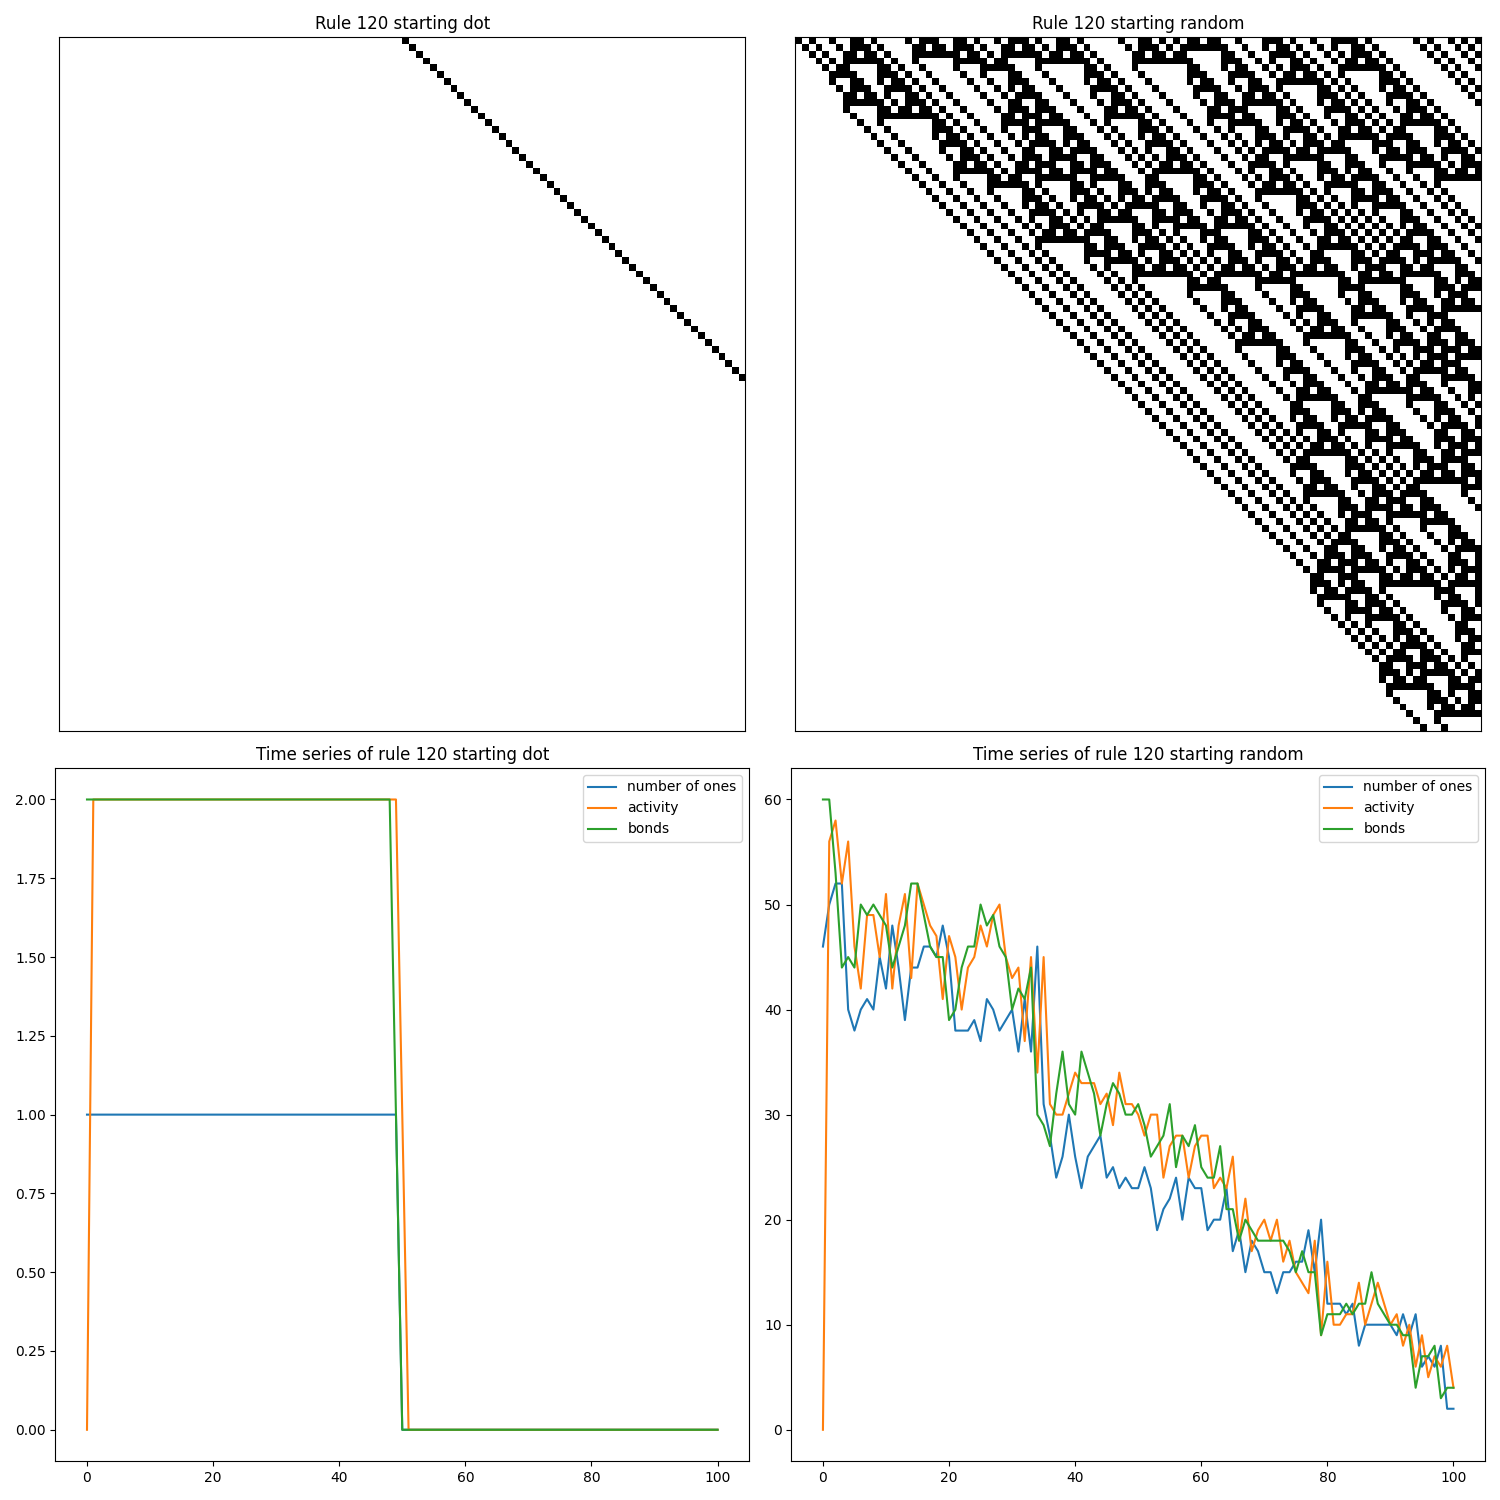 Rule 120 starting dot
Rule 120 starting random
Time series of rule 120 starting dot
2.00
1.75
1.50
1.25
1.00
0.75
0.50
0.25
0.00
0 20 40 60 80 100
number of ones
activity
bonds
Time series of rule 120 starting random
60
50
40
30
20
10
0
0 20 40 60 80 100
number of ones
activity
bonds